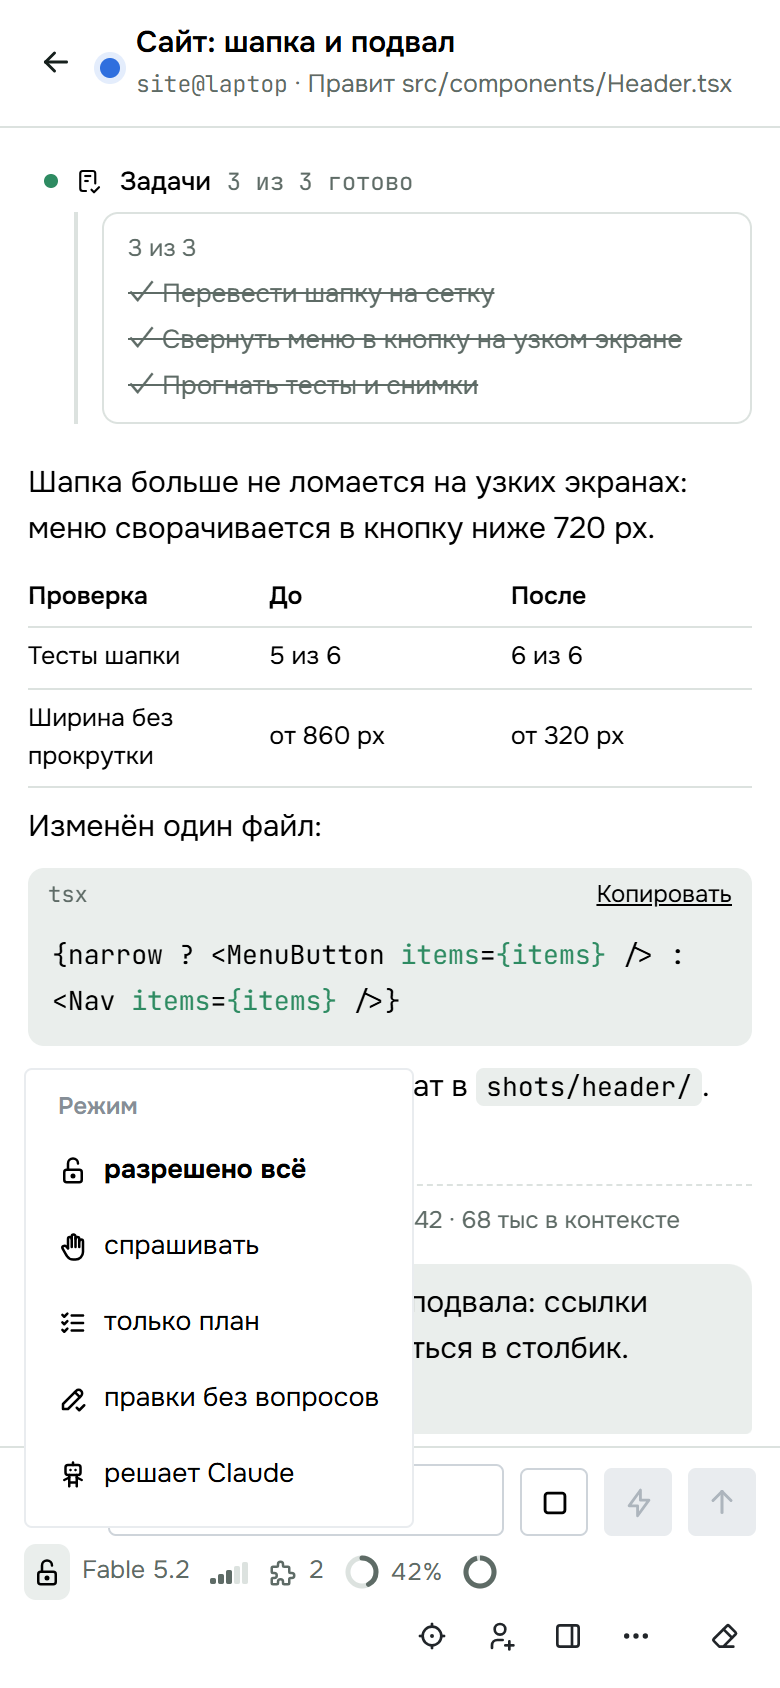 Сайт: шапка и подвал
site@laptop · Правит src/components/Header.tsx
Задачи 3 из 3 готово
3 из 3
Перевести шапку на сетку
Свернуть меню в кнопку на узком экране
Прогнать тесты и снимки
Шапка больше не ломается на узких экранах:
меню сворачивается в кнопку ниже 720 px.
Проверка До После
Тесты шапки 5 из 6 6 из 6
Ширина без
прокрутки от 860 px от 320 px
Изменён один файл:
tsx Копировать
{narrow ? <MenuButton items={items} /> :
<Nav items={items} />}
ат в shots/header/.
42 · 68 тыс в контексте
подвала: ссылки
ться в столбик.
Режим
разрешено всё
спрашивать
только план
правки без вопросов
решает Claude
Fable 5.2 2 42%